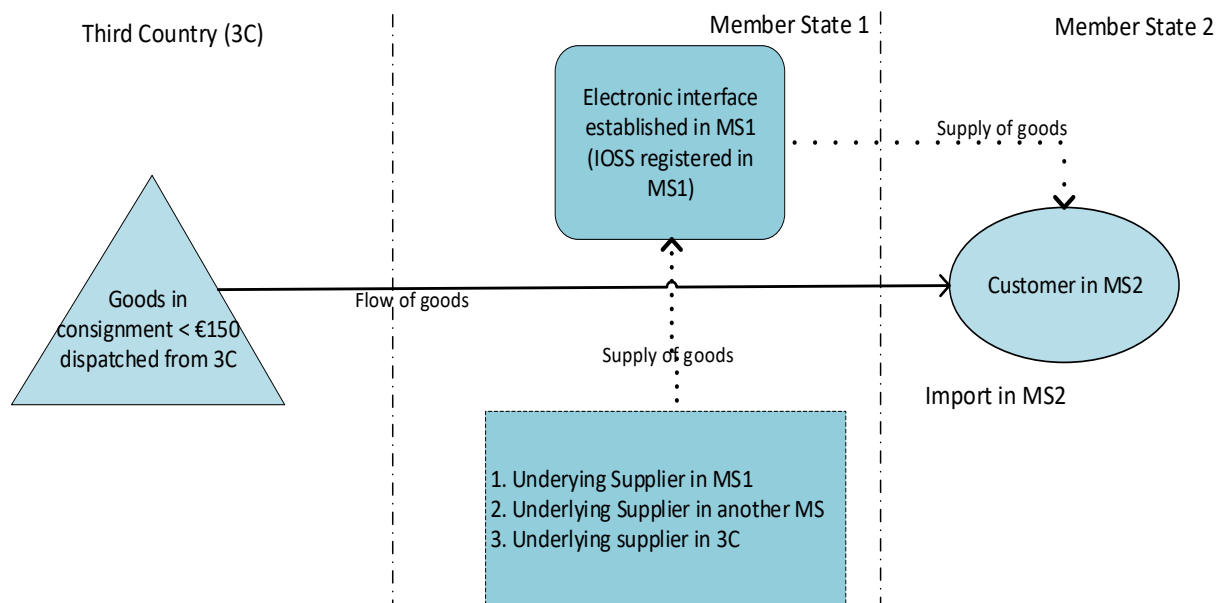 Third Country (3C)
Member State 1
Member State 2
Electronic interface
established in MS1
(IOSS registered in
MS1)
Supply of goods
Goods in
consignment < €150
dispatched from 3C
Flow of goods
Customer in MS2
Supply of goods
Import in MS2
1. Underying Supplier in MS1
2. Underlying Supplier in another MS
3. Underlying supplier in 3C